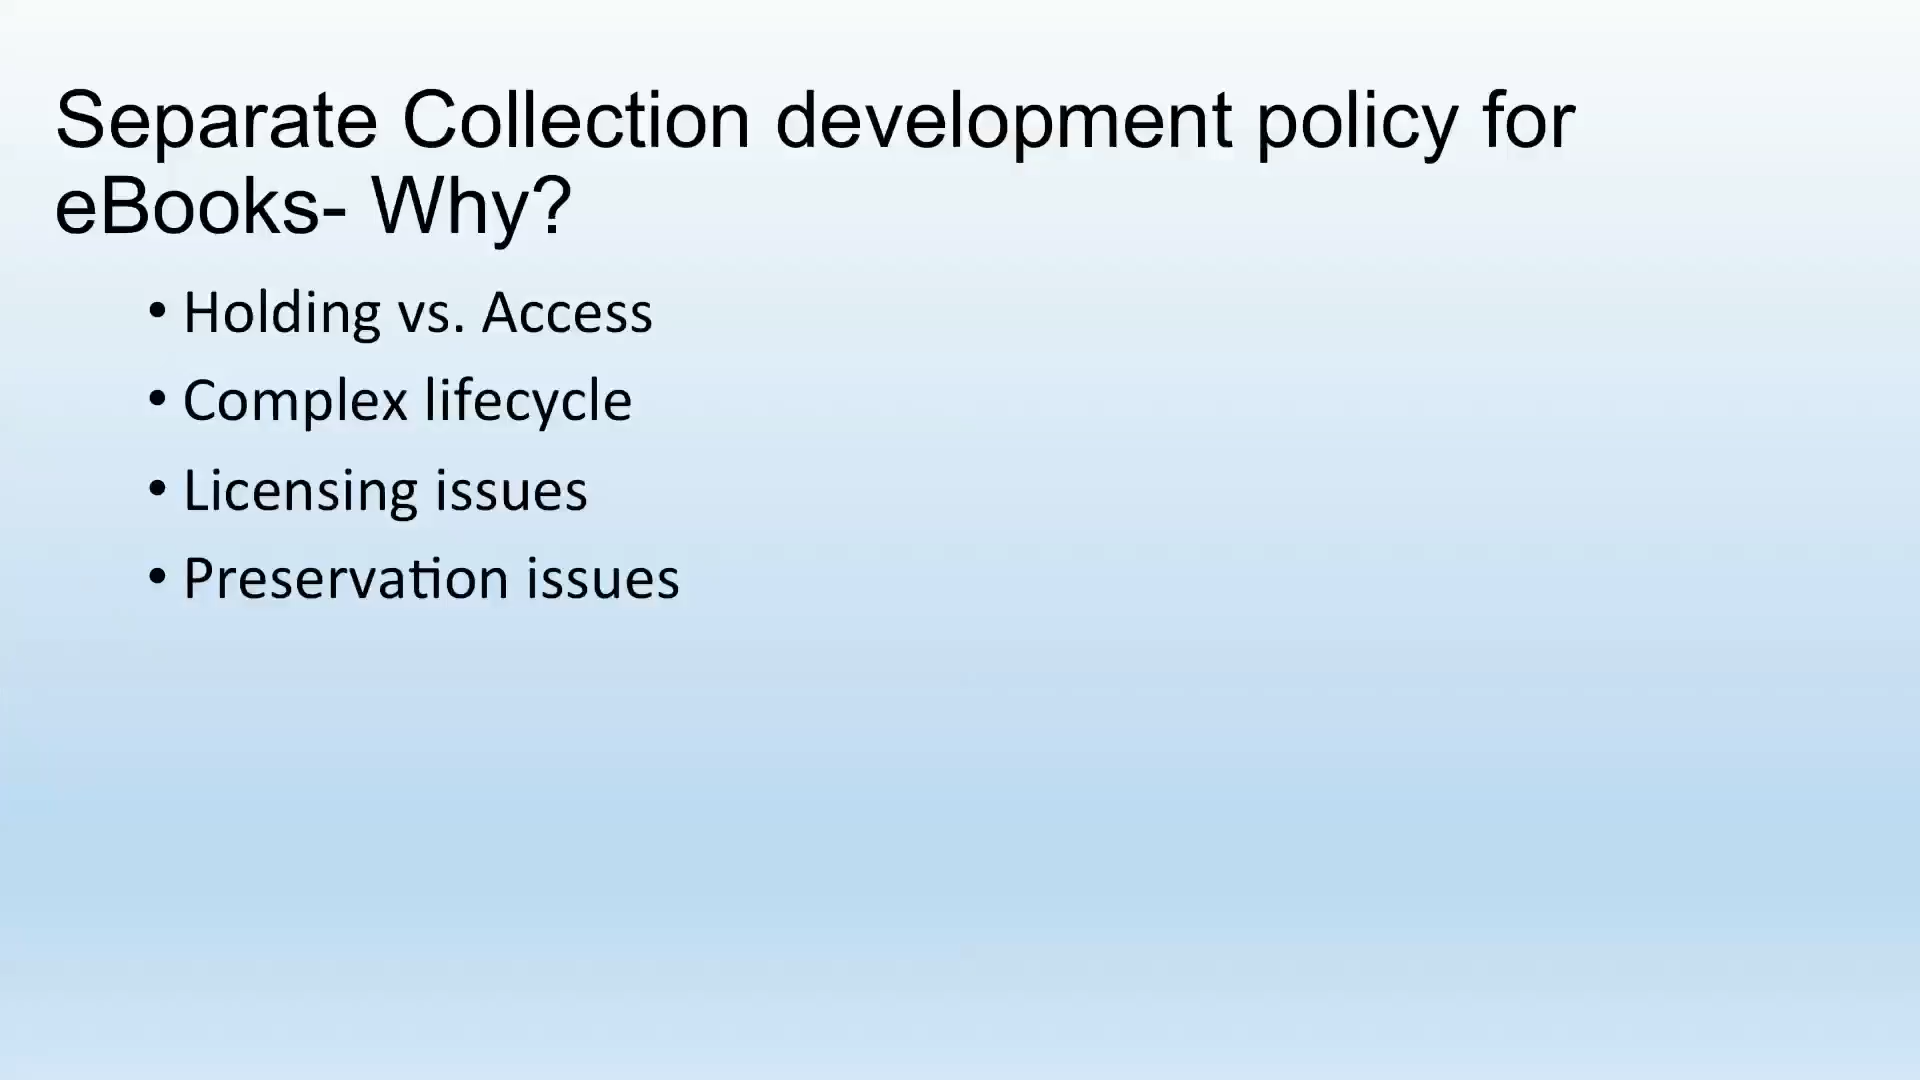 Separate Collection development policy for
eBooks- Why?
• Holding vs. Access
• Complex lifecycle
• Licensing issues
• Preservation issues